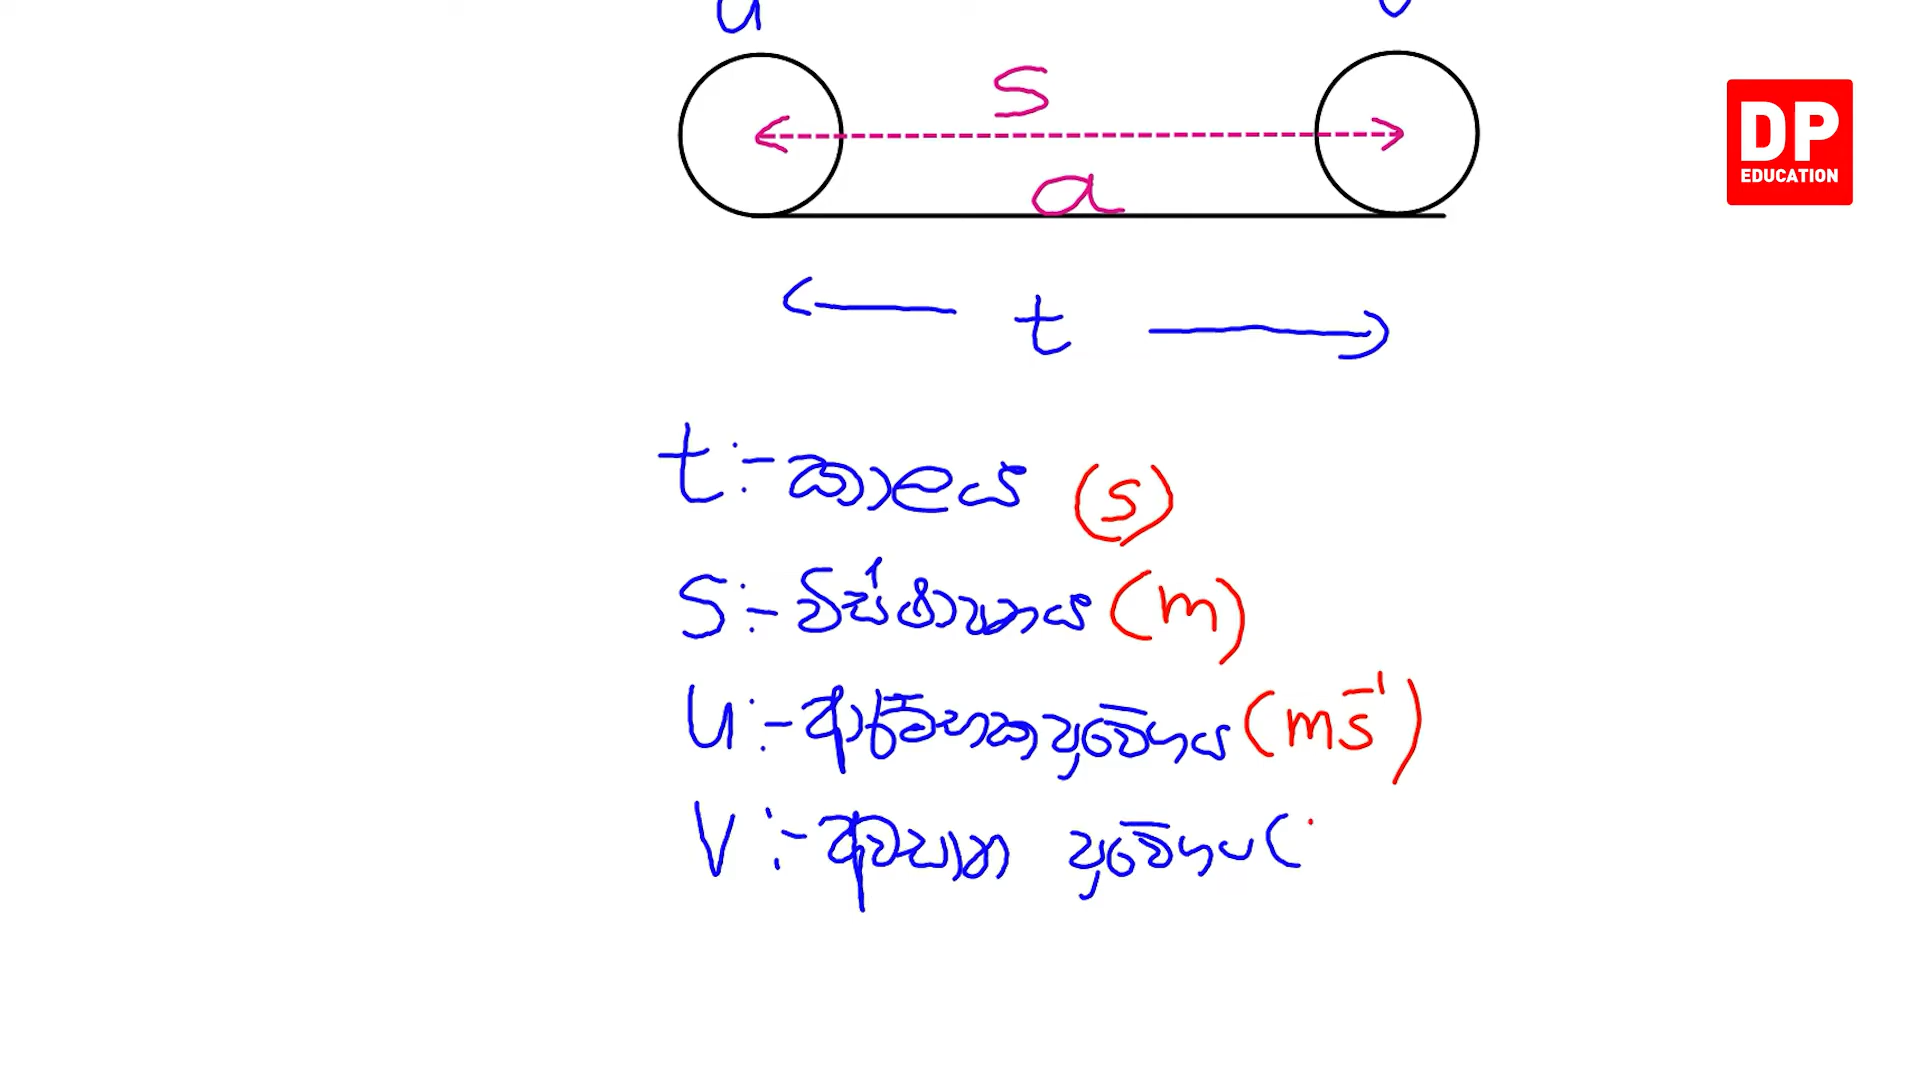 u v
S
DP
EDUCATION
a
t
t :- කාලය (s)
S :- විස්ථාපනය (m)
u :- ආරම්භක ප්‍රවේගය (ms⁻¹)
V :- අවසාන ප්‍රවේගය (